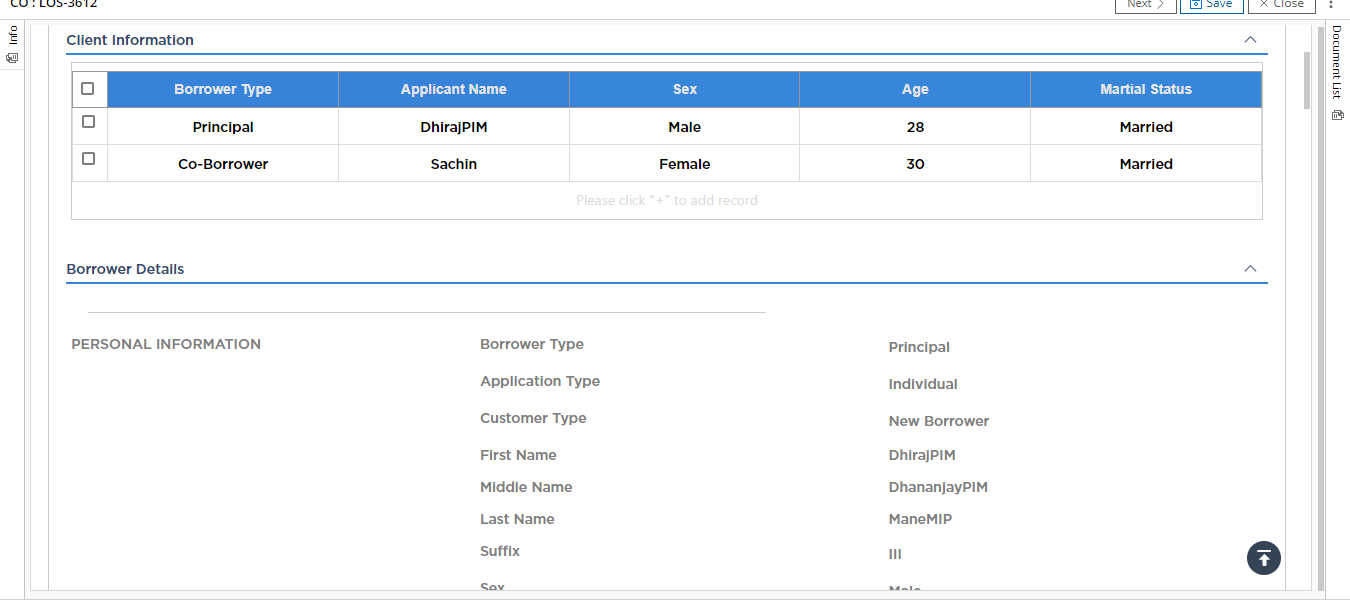 CO : LOS-3612
Next Save Close
Info
Document List
Client Information
Borrower Type Applicant Name Sex Age Martial Status
Principal DhirajPIM Male 28 Married
Co-Borrower Sachin Female 30 Married
Please click "+" to add record
Borrower Details
PERSONAL INFORMATION Borrower Type Principal
Application Type Individual
Customer Type New Borrower
First Name DhirajPIM
Middle Name DhananjayPIM
Last Name ManeMIP
Suffix III
Sex Male